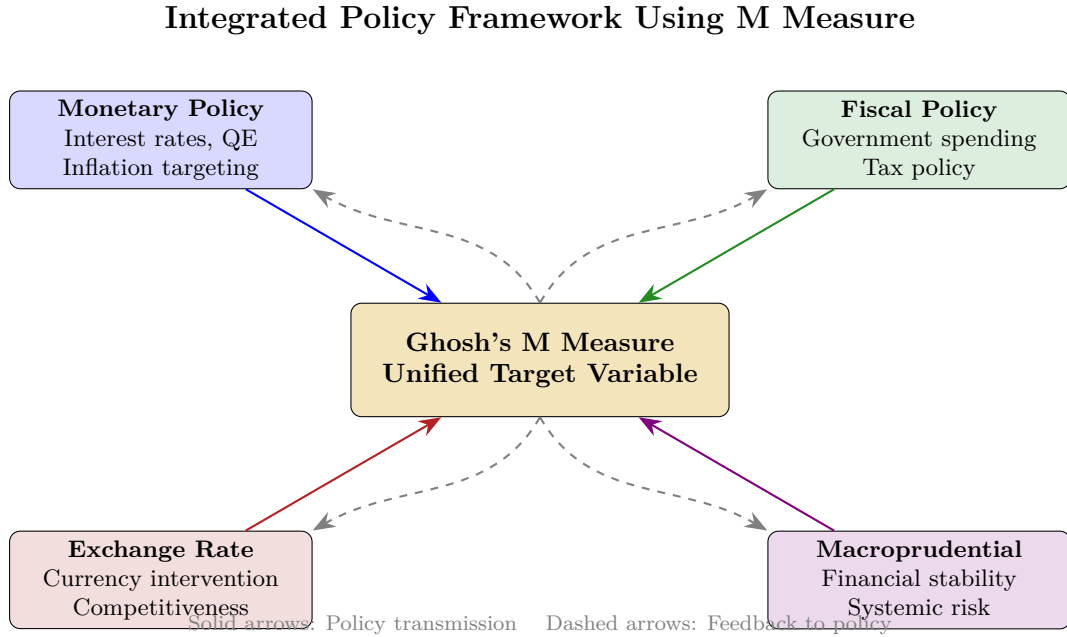 Integrated Policy Framework Using M Measure
Monetary Policy
Interest rates, QE
Inflation targeting
Fiscal Policy
Government spending
Tax policy
Ghosh's M Measure
Unified Target Variable
Exchange Rate
Currency intervention
Competitiveness
Macroprudential
Financial stability
Systemic risk
Solid arrows: Policy transmission Dashed arrows: Feedback to policy